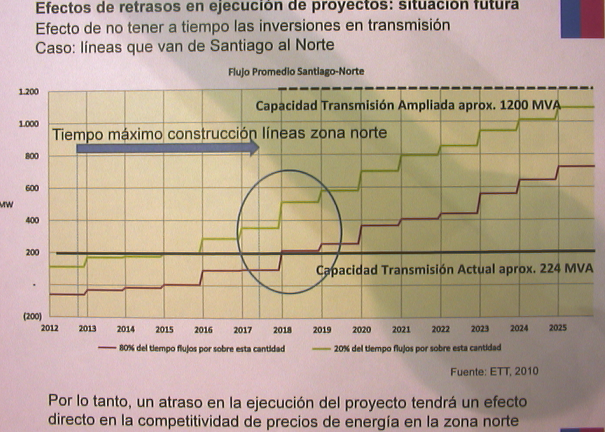 Efectos de retrasos en ejecución de proyectos: situación futura
Efecto de no tener a tiempo las inversiones en transmisión
Caso: líneas que van de Santiago al Norte
Flujo Promedio Santiago-Norte
1.200
Capacidad Transmisión Ampliada aprox. 1200 MVA
1.000
Tiempo máximo construcción líneas zona norte
800
600
MW
400
200
Capacidad Transmisión Actual aprox. 224 MVA
-
(200)
2012 2013 2014 2015 2016 2017 2018 2019 2020 2021 2022 2023 2024 2025
80% del tiempo flujos por sobre esta cantidad 20% del tiempo flujos por sobre esta cantidad
Fuente: ETT, 2010
Por lo tanto, un atraso en la ejecución del proyecto tendrá un efecto
directo en la competitividad de precios de energía en la zona norte